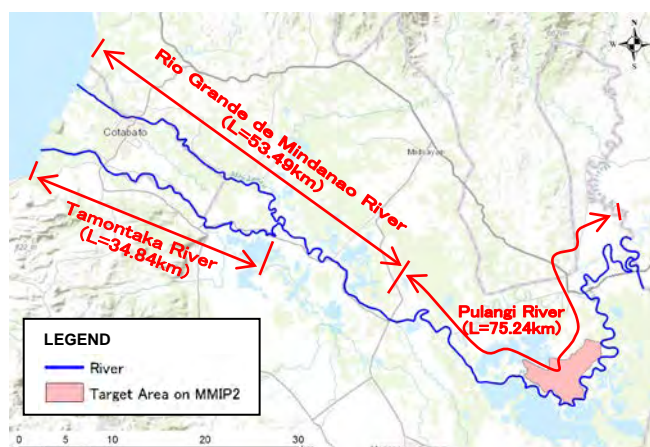 N
W
E
S
Rio Grande de Mindanao River
(L=53.49km)
Cotabato
Midsayap
Tamontaka River
(L=34.84km)
Pulangi River
(L=75.24km)
LEGEND
River
Target Area on MMIP2
0 5 10 20 30